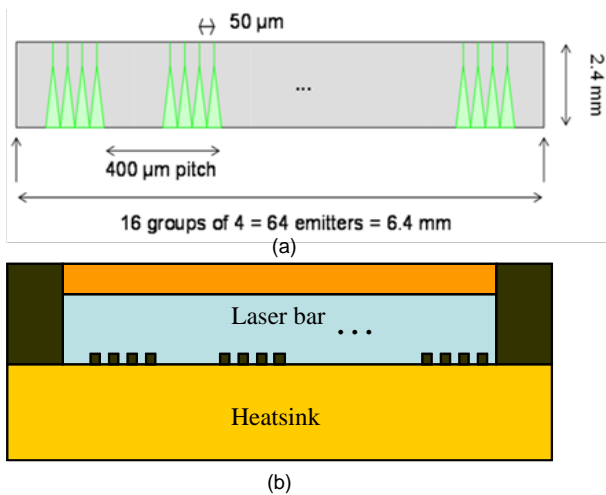 50 µm
...
2.4 mm
400 µm pitch
16 groups of 4 = 64 emitters = 6.4 mm
(a)
Laser bar ...
Heatsink
(b)